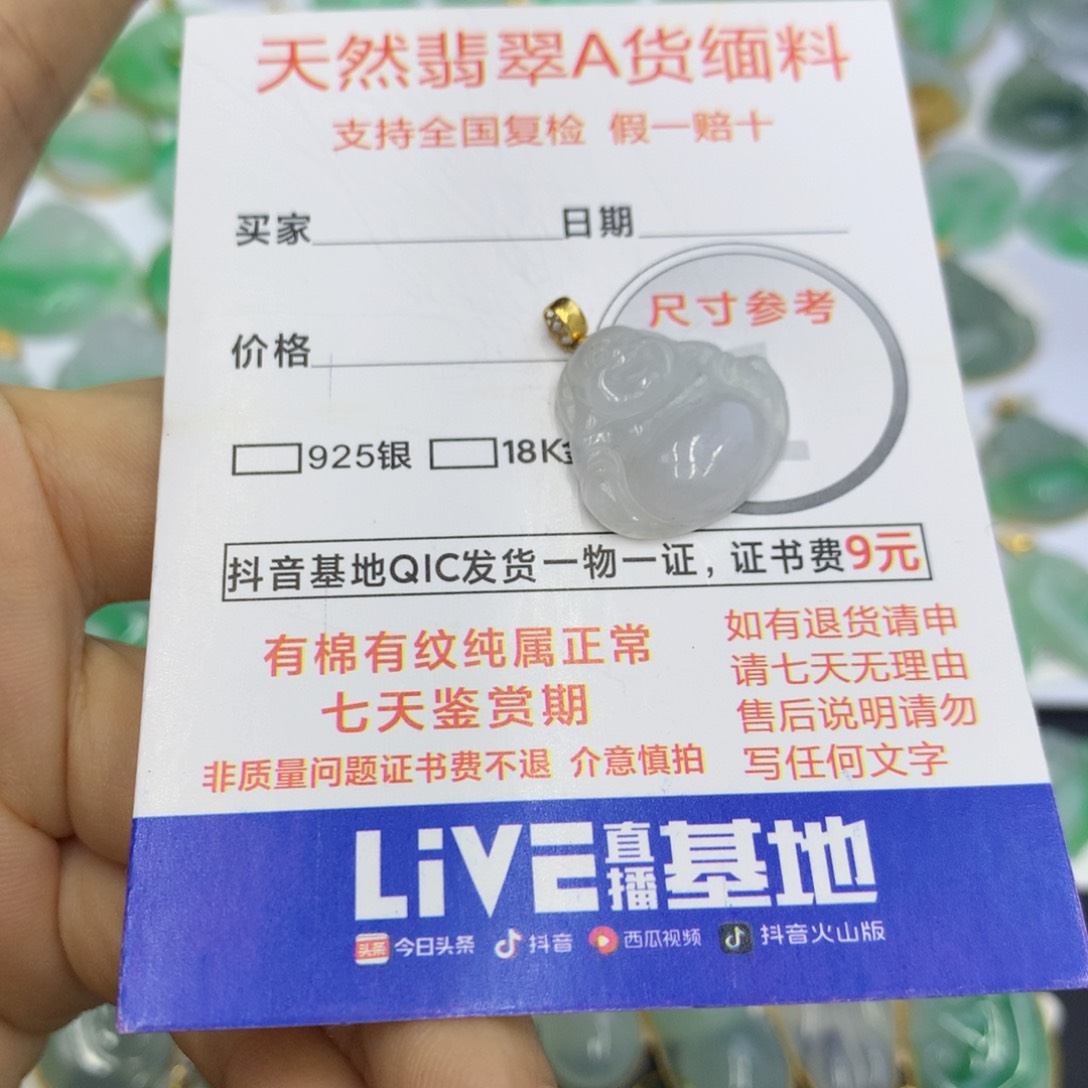 天然翡翠A货缅料
支持全国复检 假一赔十
买家 日期
尺寸参考
价格
925银 18K
抖音基地QIC发货一物一证，证书费9元
有棉有纹纯属正常
七天鉴赏期
非质量问题证书费不退 介意慎拍
如有退货请申
请七天无理由
售后说明请勿
写任何文字
LiVE直播基地
头条 今日头条 抖音 西瓜视频 抖音火山版